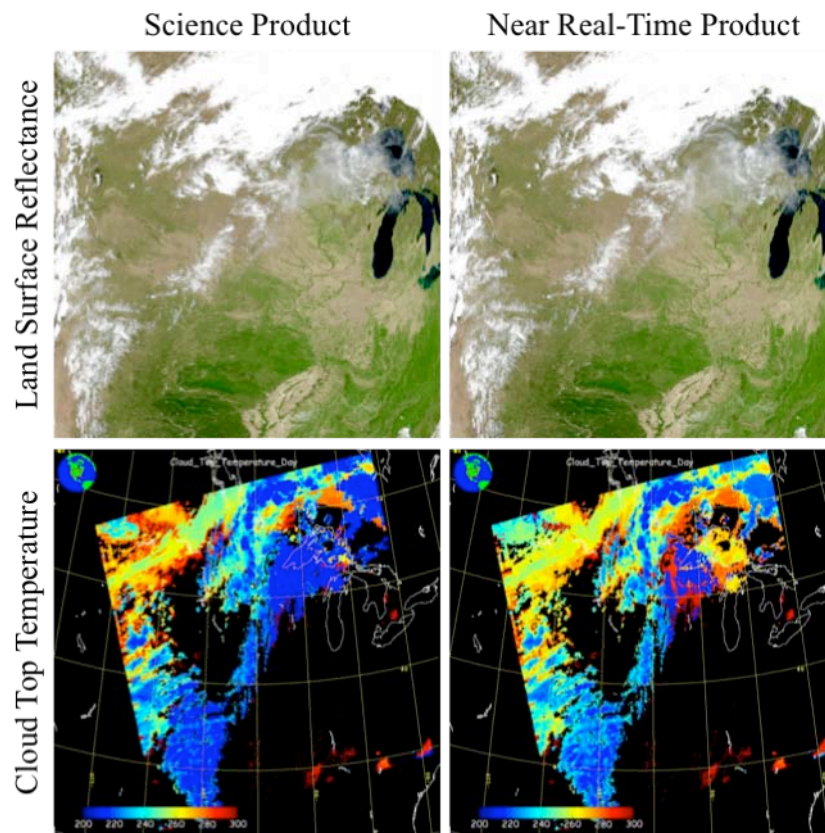 Science Product
Near Real-Time Product
Land Surface Reflectance
Cloud Top Temperature
Cloud_Top_Temperature_Day
Cloud_Top_Temperature_Day
200 220 240 260 280 300
200 220 240 260 280 300